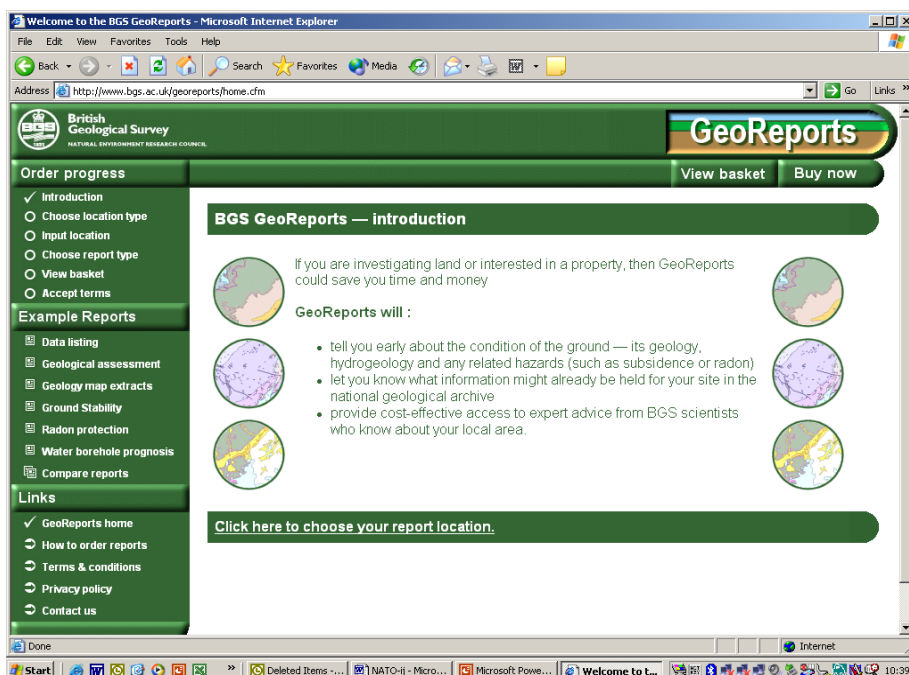 Welcome to the BGS GeoReports - Microsoft Internet Explorer
File Edit View Favorites Tools Help
Back Search Favorites Media
Address http://www.bgs.ac.uk/georeports/home.cfm Go Links »
British
Geological Survey
NATURAL ENVIRONMENT RESEARCH COUNCIL
BGS
GeoReports
Order progress
View basket Buy now
Introduction
Choose location type
Input location
Choose report type
View basket
Accept terms
Example Reports
Data listing
Geological assessment
Geology map extracts
Ground Stability
Radon protection
Water borehole prognosis
Compare reports
Links
GeoReports home
How to order reports
Terms & conditions
Privacy policy
Contact us
BGS GeoReports — introduction
If you are investigating land or interested in a property, then GeoReports
could save you time and money
GeoReports will :
• tell you early about the condition of the ground — its geology,
hydrogeology and any related hazards (such as subsidence or radon)
• let you know what information might already be held for your site in the
national geological archive
• provide cost-effective access to expert advice from BGS scientists
who know about your local area.
Click here to choose your report location.
Done Internet
Start » Deleted Items -... NATO-ij - Micro... Microsoft Powe... Welcome to t... 10:39